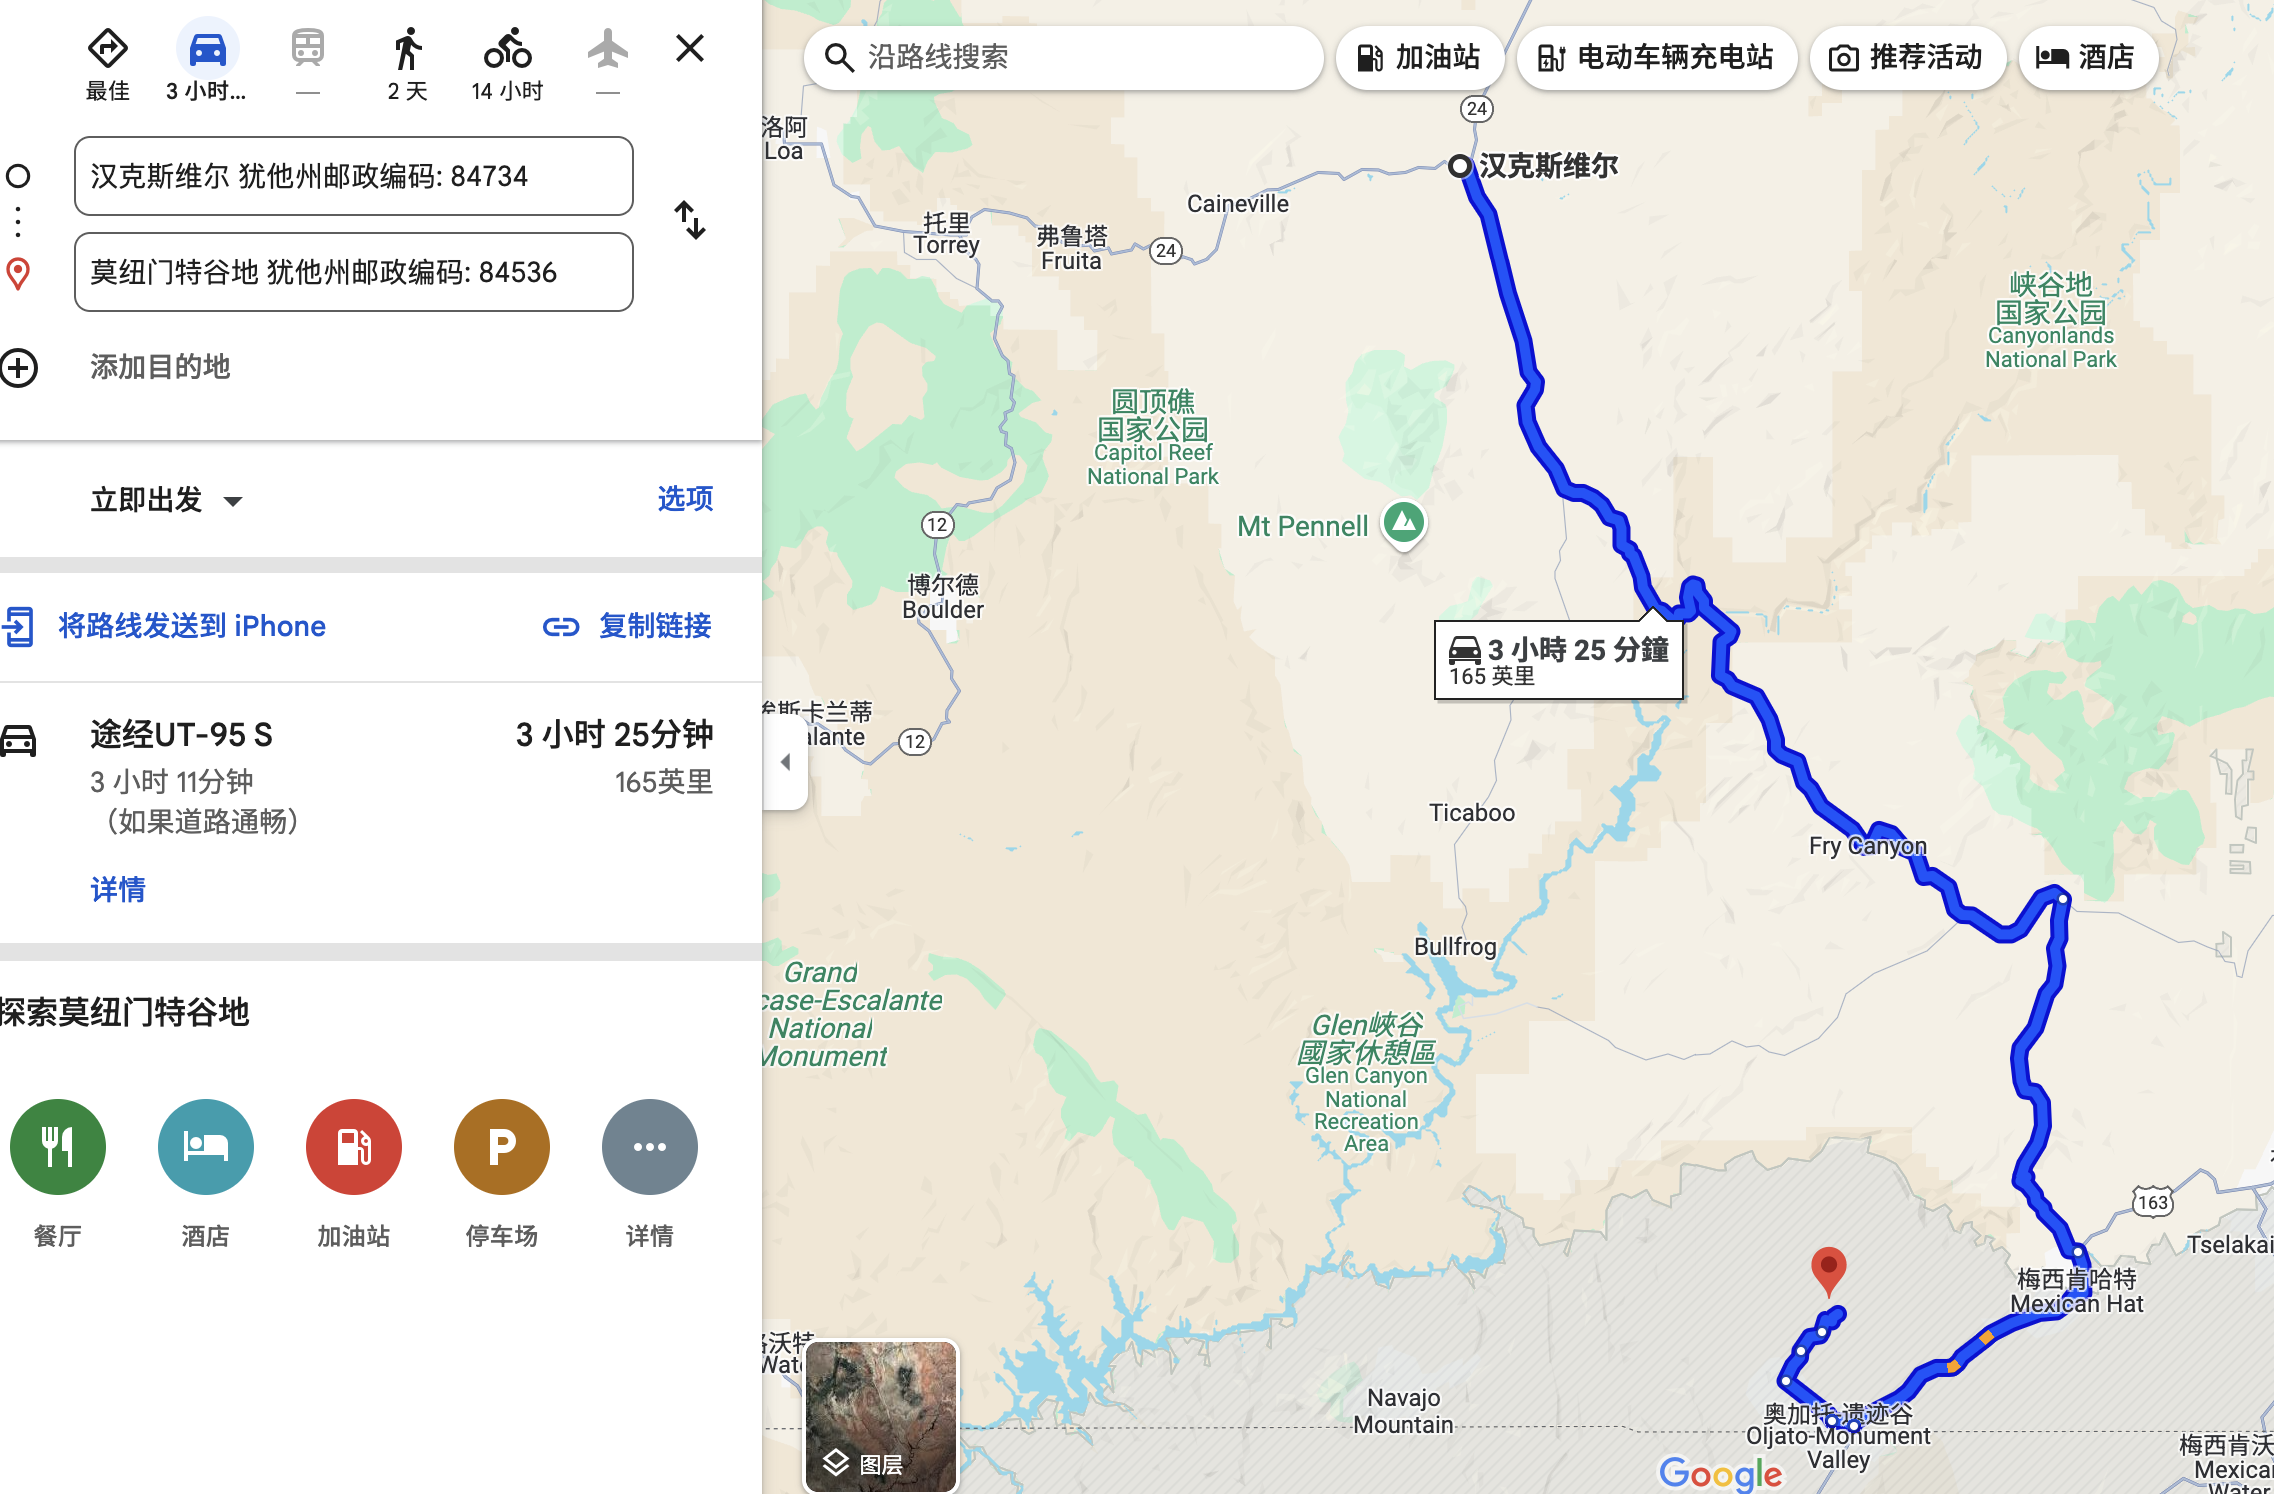 最佳
3 小时...
—
2 天
14 小时
—
汉克斯维尔 犹他州邮政编码: 84734
莫纽门特谷地 犹他州邮政编码: 84536
添加目的地
立即出发
选项
将路线发送到 iPhone
复制链接
途经UT-95 S
3 小时 25分钟
3 小时 11分钟
165英里
（如果道路通畅）
详情
探索莫纽门特谷地
餐厅
酒店
加油站
P
停车场
详情
沿路线搜索
加油站
电动车辆充电站
推荐活动
酒店
24
汉克斯维尔
洛阿
Loa
Caineville
托里
Torrey
弗鲁塔
Fruita
24
峡谷地
国家公园
Canyonlands
National Park
圆顶礁
国家公园
Capitol Reef
National Park
12
Mt Pennell
博尔德
Boulder
3 小時 25 分鐘
165 英里
斯卡兰蒂
alante
12
Ticaboo
Fry Canyon
Bullfrog
Grand
case-Escalante
National
Monument
Glen峽谷
國家休憩區
Glen Canyon
National
Recreation
Area
163
Tselakai
梅西肯哈特
Mexican Hat
沃特
Wate
Navajo
Mountain
奥加托-遗迹谷
Oljato-Monument
Valley
梅西肯沃
Mexica
Water
图层
Google